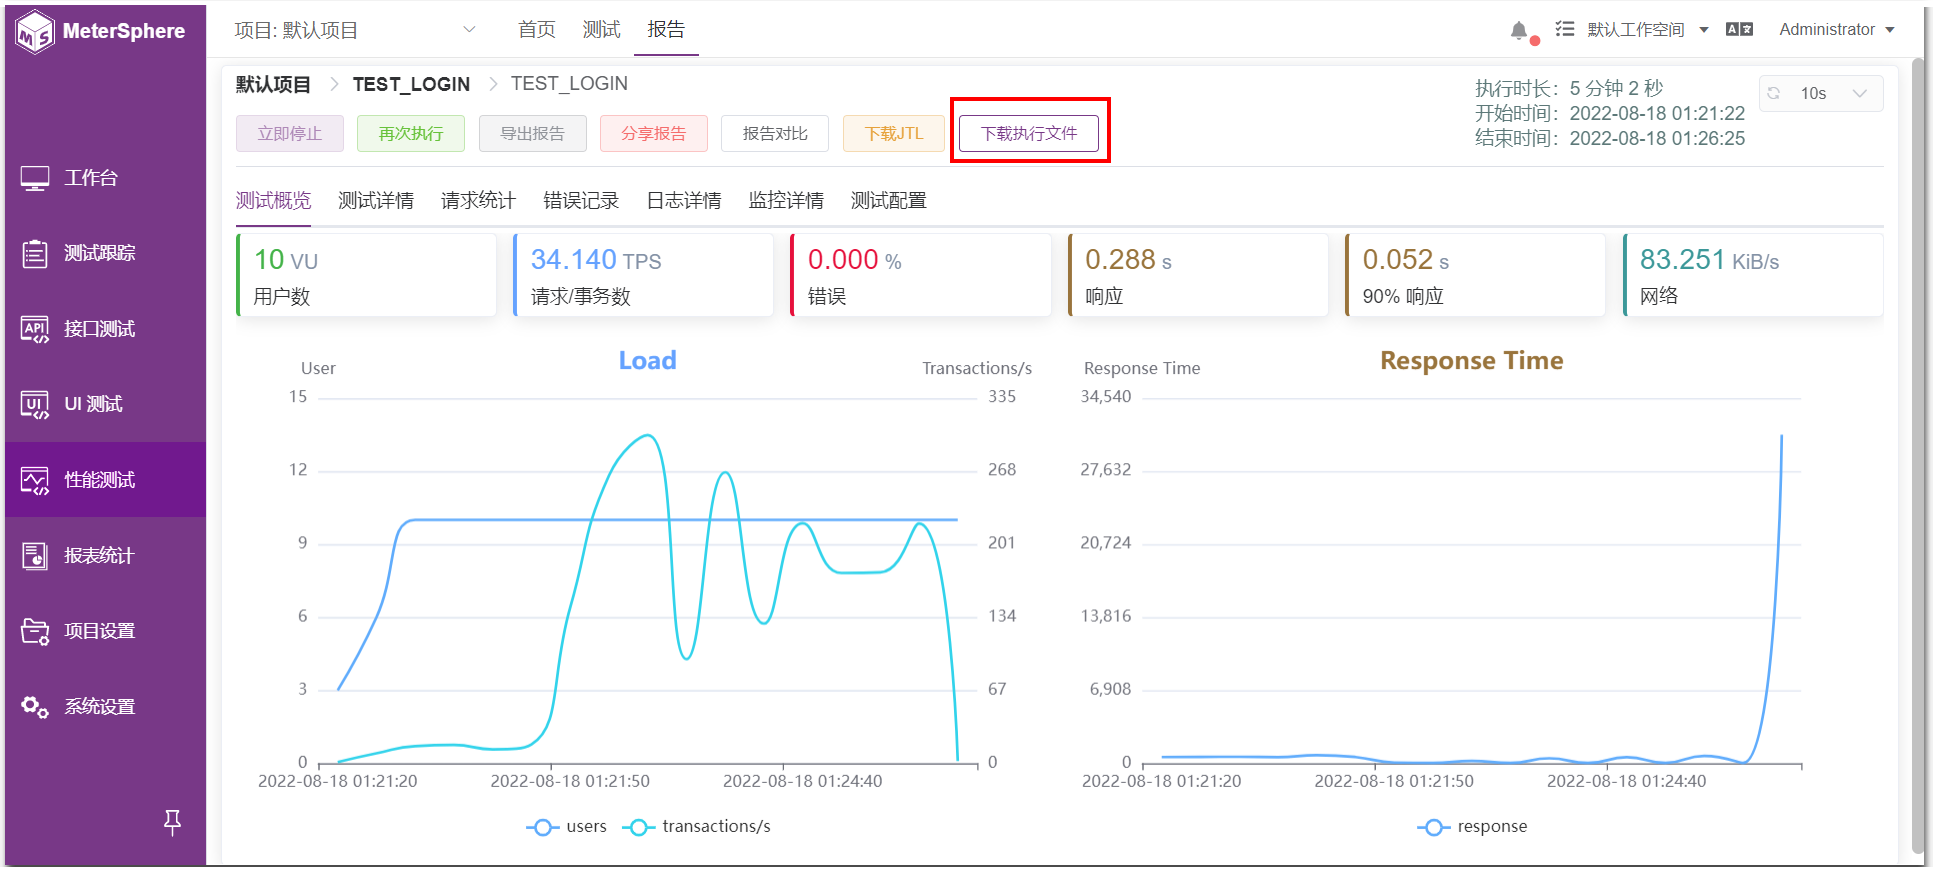 MeterSphere
项目: 默认项目
首页
测试
报告
默认工作空间
Administrator
默认项目 TEST_LOGIN TEST_LOGIN
执行时长: 5 分钟 2 秒
开始时间: 2022-08-18 01:21:22
结束时间: 2022-08-18 01:26:25
10s
立即停止
再次执行
导出报告
分享报告
报告对比
下载JTL
下载执行文件
工作台
测试跟踪
API 接口测试
UI UI 测试
性能测试
报表统计
项目设置
系统设置
测试概览
测试详情
请求统计
错误记录
日志详情
监控详情
测试配置
10 VU
用户数
34.140 TPS
请求/事务数
0.000 %
错误
0.288 s
响应
0.052 s
90% 响应
83.251 KiB/s
网络
User
Load
Transactions/s
15
12
9
6
3
0
335
268
201
134
67
0
2022-08-18 01:21:20
2022-08-18 01:21:50
2022-08-18 01:24:40
users
transactions/s
Response Time
Response Time
34,540
27,632
20,724
13,816
6,908
0
2022-08-18 01:21:20
2022-08-18 01:21:50
2022-08-18 01:24:40
response